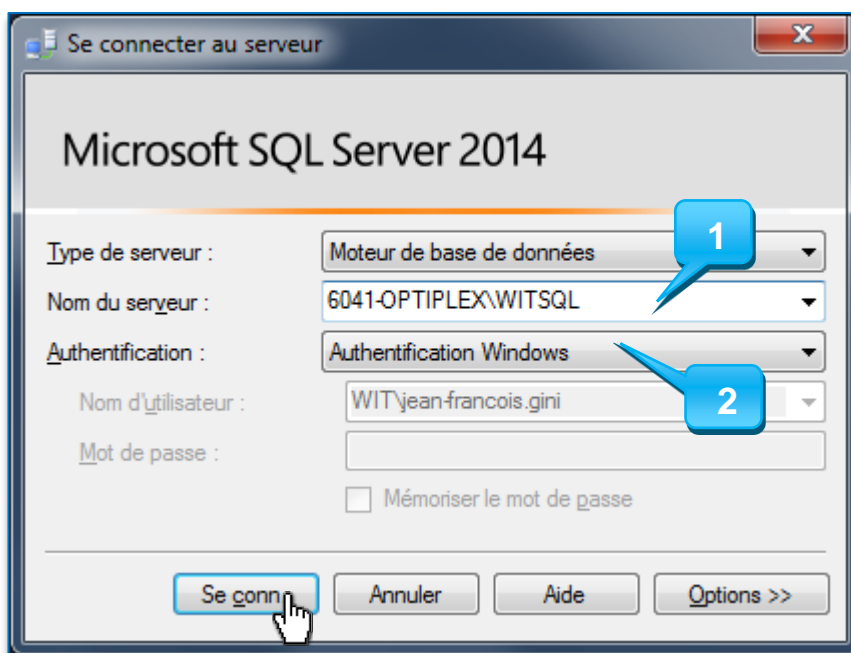 Se connecter au serveur
Microsoft SQL Server 2014
Type de serveur : Moteur de base de données
1
Nom du serveur : 6041-OPTIPLEX\WITSQL
Authentification : Authentification Windows
2
Nom d'utilisateur : WIT\jean-francois.gini
Mot de passe :
Mémoriser le mot de passe
Se conn Annuler Aide Options >>